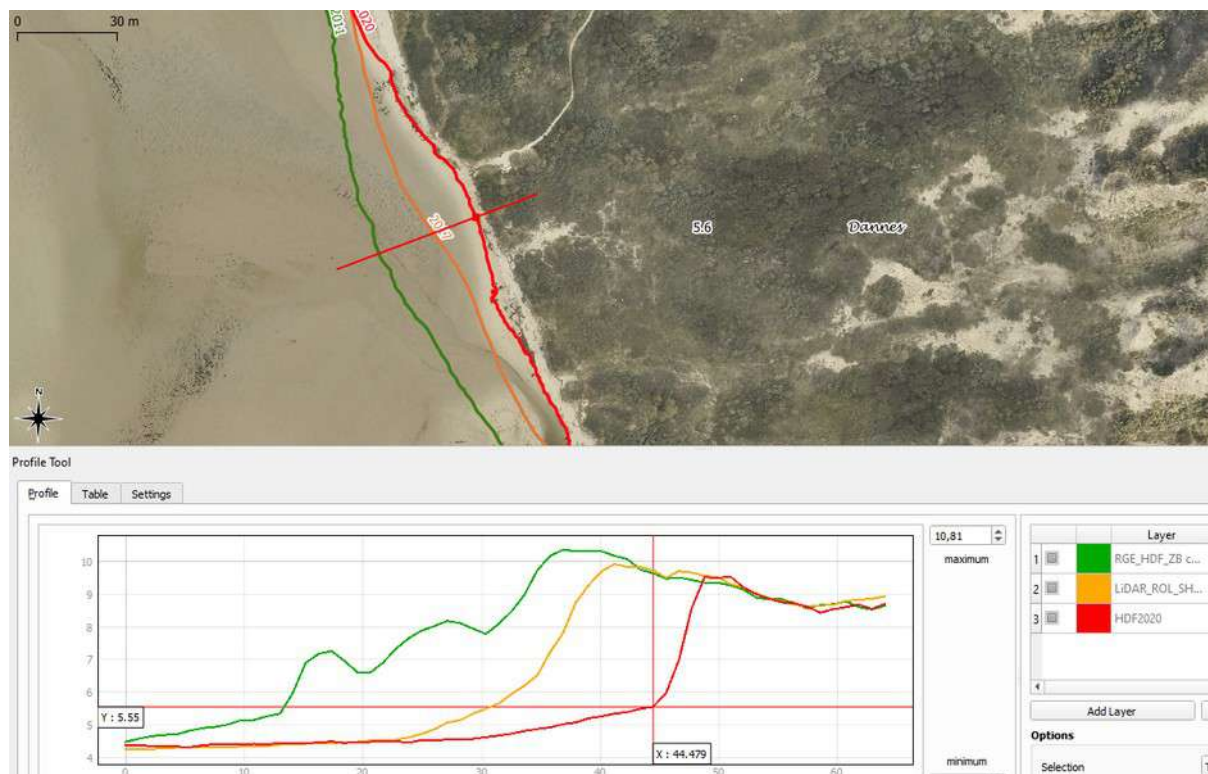 0 30 m
2011
2020
5.6
Dannes
N
Profile Tool
Profile Table Settings
10,81
maximum
minimum
Layer
1 RGE_HDF_ZB c...
2 LiDAR_ROL_SH...
3 HDF2020
Add Layer
Options
Selection
10
9
8
7
6
5
4
Y : 5.55
X : 44.479
0 10 20 30 40 50 60